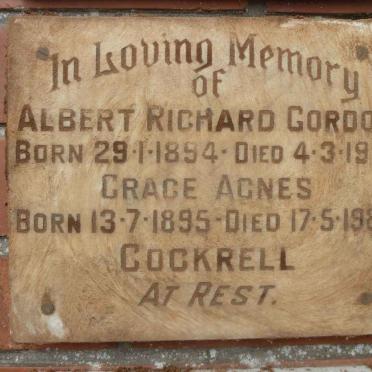 In Loving Memory
of
ALBERT RICHARD GORDO
BORN 29·1·1894· DIED 4·3·19
GRACE AGNES
BORN 13·7·1895·DIED 17·5·198
COCKRELL
AT REST.